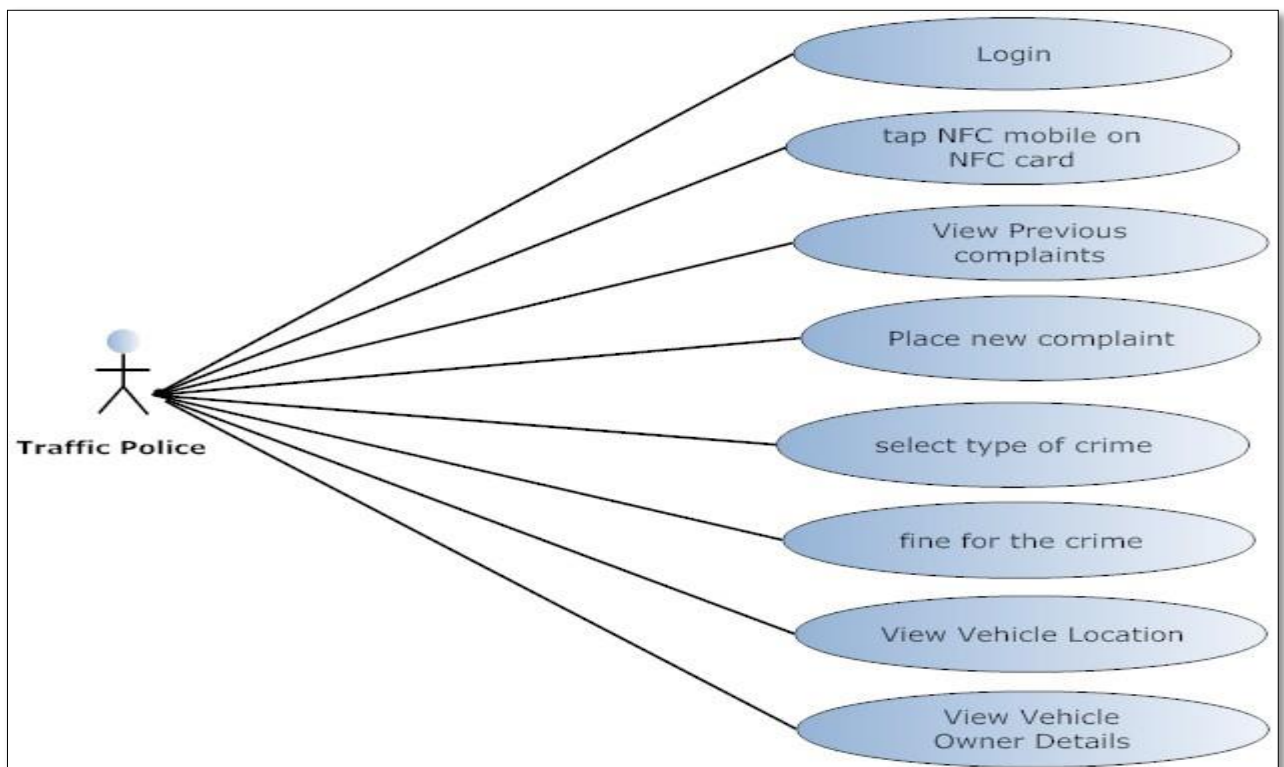 Login
tap NFC mobile on
NFC card
View Previous
complaints
Place new complaint
Traffic Police
select type of crime
fine for the crime
View Vehicle Location
View Vehicle
Owner Details